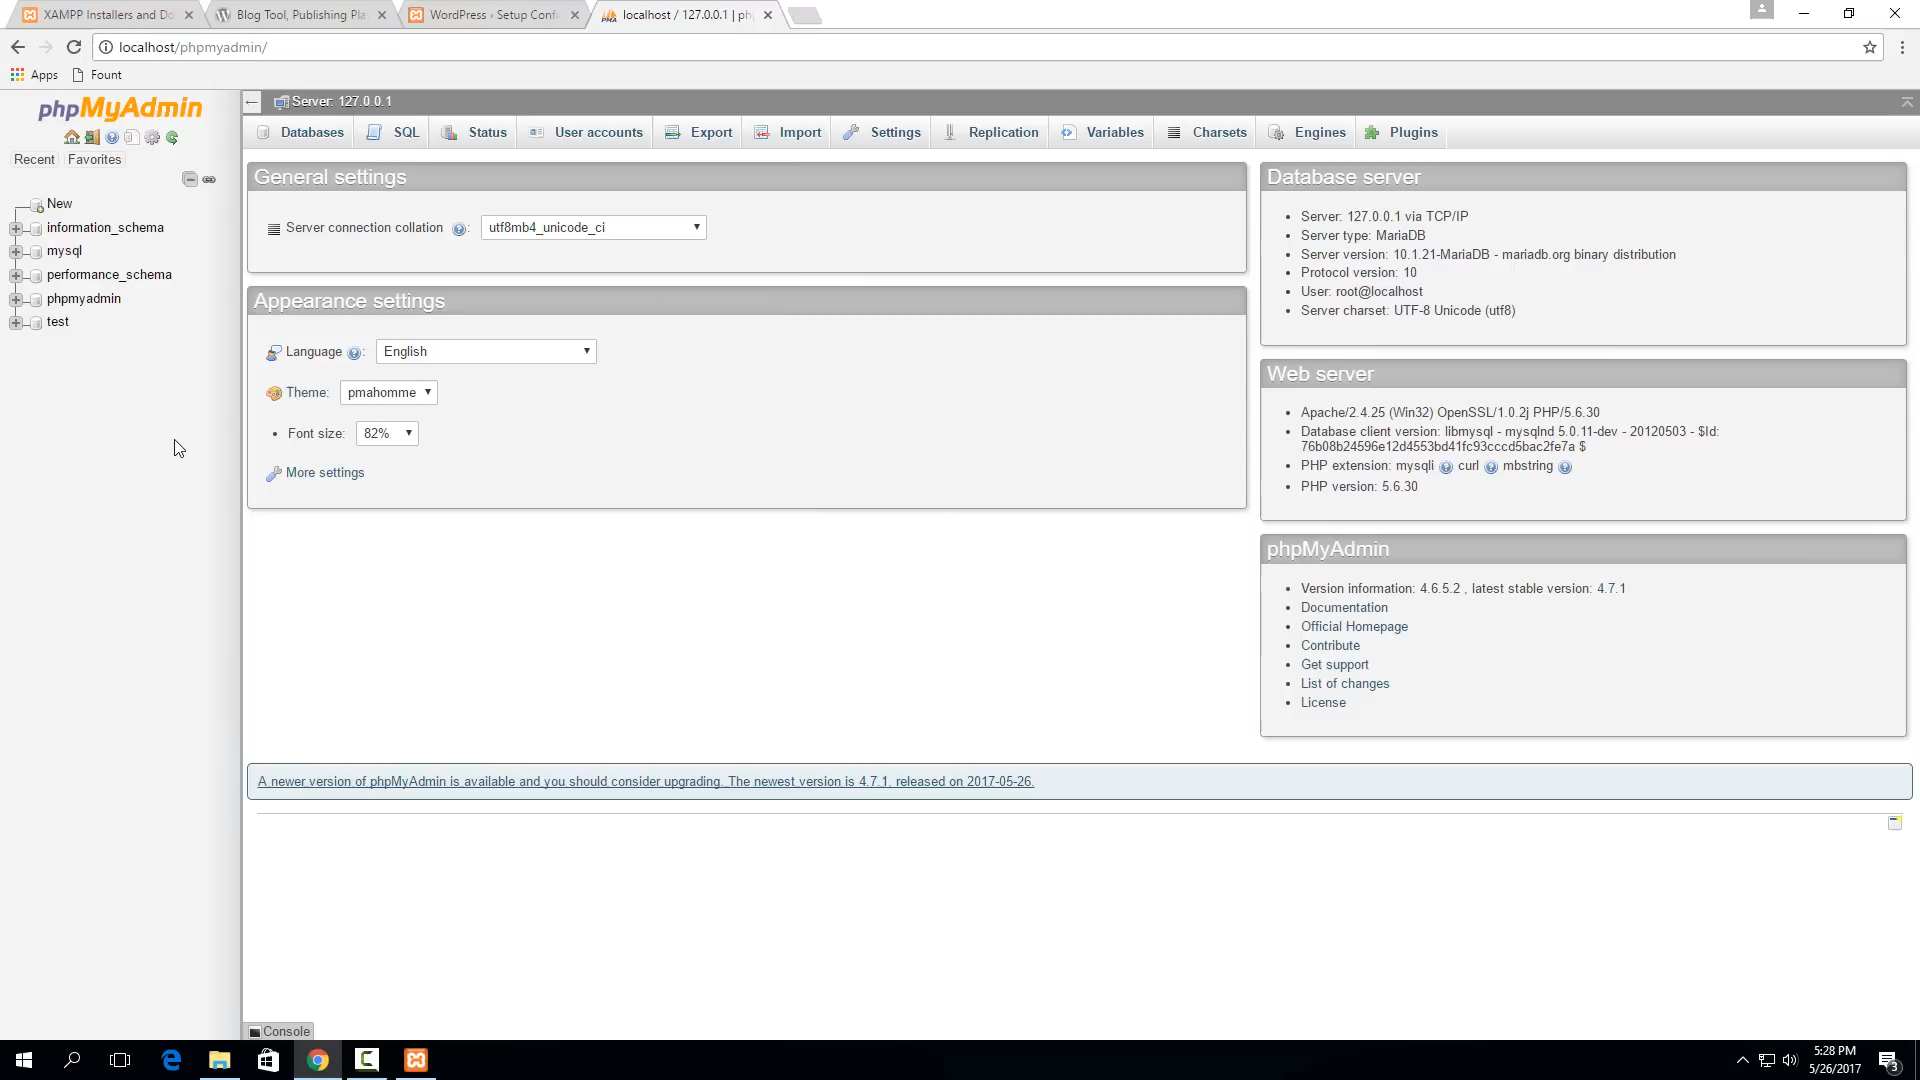 XAMPP Installers and Do
Blog Tool, Publishing Pla
WordPress › Setup Confi
localhost / 127.0.0.1 | ph
localhost/phpmyadmin/
Apps
Fount
phpMyAdmin
Recent
Favorites
New
information_schema
mysql
performance_schema
phpmyadmin
test
Server: 127.0.0.1
Databases
SQL
Status
User accounts
Export
Import
Settings
Replication
Variables
Charsets
Engines
Plugins
General settings
Server connection collation :
utf8mb4_unicode_ci
Appearance settings
Language :
English
Theme:
pmahomme
Font size:
82%
More settings
Database server
Server: 127.0.0.1 via TCP/IP
Server type: MariaDB
Server version: 10.1.21-MariaDB - mariadb.org binary distribution
Protocol version: 10
User: root@localhost
Server charset: UTF-8 Unicode (utf8)
Web server
Apache/2.4.25 (Win32) OpenSSL/1.0.2j PHP/5.6.30
Database client version: libmysql - mysqlnd 5.0.11-dev - 20120503 - $Id:
76b08b24596e12d4553bd41fc93cccd5bac2fe7a $
PHP extension: mysqli curl mbstring
PHP version: 5.6.30
phpMyAdmin
Version information: 4.6.5.2 , latest stable version: 4.7.1
Documentation
Official Homepage
Contribute
Get support
List of changes
License
A newer version of phpMyAdmin is available and you should consider upgrading. The newest version is 4.7.1, released on 2017-05-26.
Console
5:28 PM
5/26/2017
3